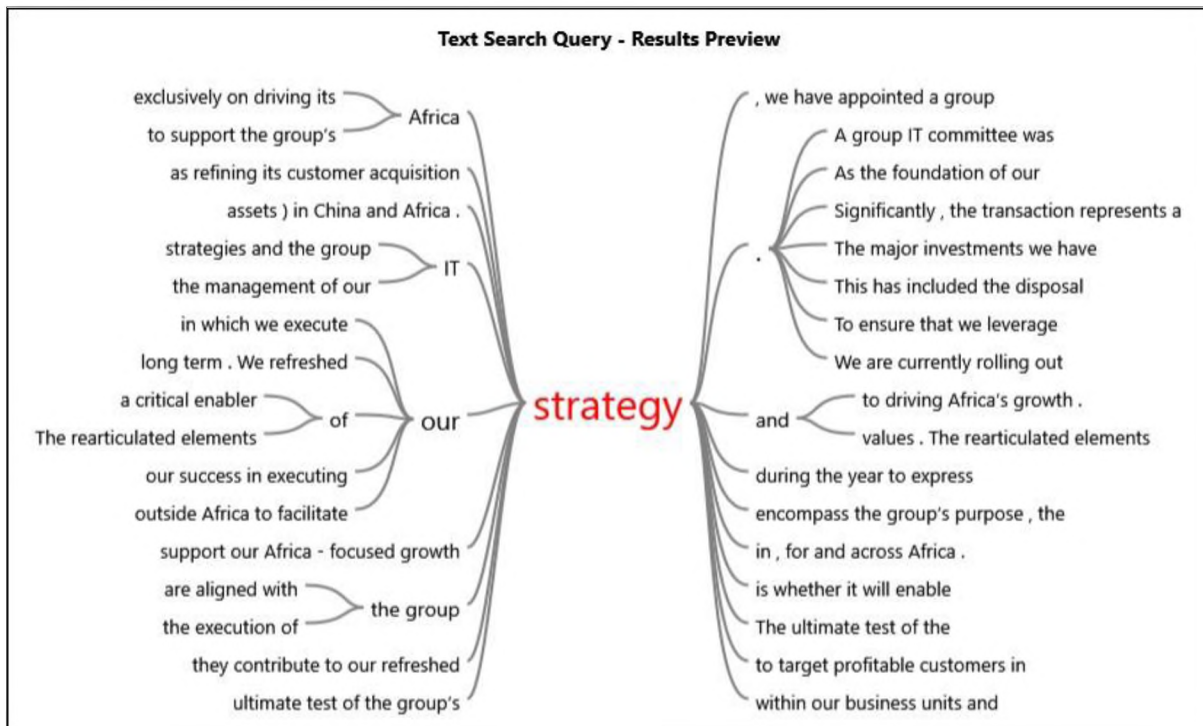 Text Search Query - Results Preview
exclusively on driving its
to support the group's
Africa
as refining its customer acquisition
assets ) in China and Africa .
strategies and the group
the management of our
IT
in which we execute
long term . We refreshed
a critical enabler
The rearticulated elements
of
our success in executing
outside Africa to facilitate
our
support our Africa - focused growth
are aligned with
the execution of
the group
they contribute to our refreshed
ultimate test of the group's
strategy
, we have appointed a group
.
A group IT committee was
As the foundation of our
Significantly , the transaction represents a
The major investments we have
This has included the disposal
To ensure that we leverage
We are currently rolling out
and
to driving Africa's growth .
values . The rearticulated elements
during the year to express
encompass the group's purpose , the
in , for and across Africa .
is whether it will enable
The ultimate test of the
to target profitable customers in
within our business units and